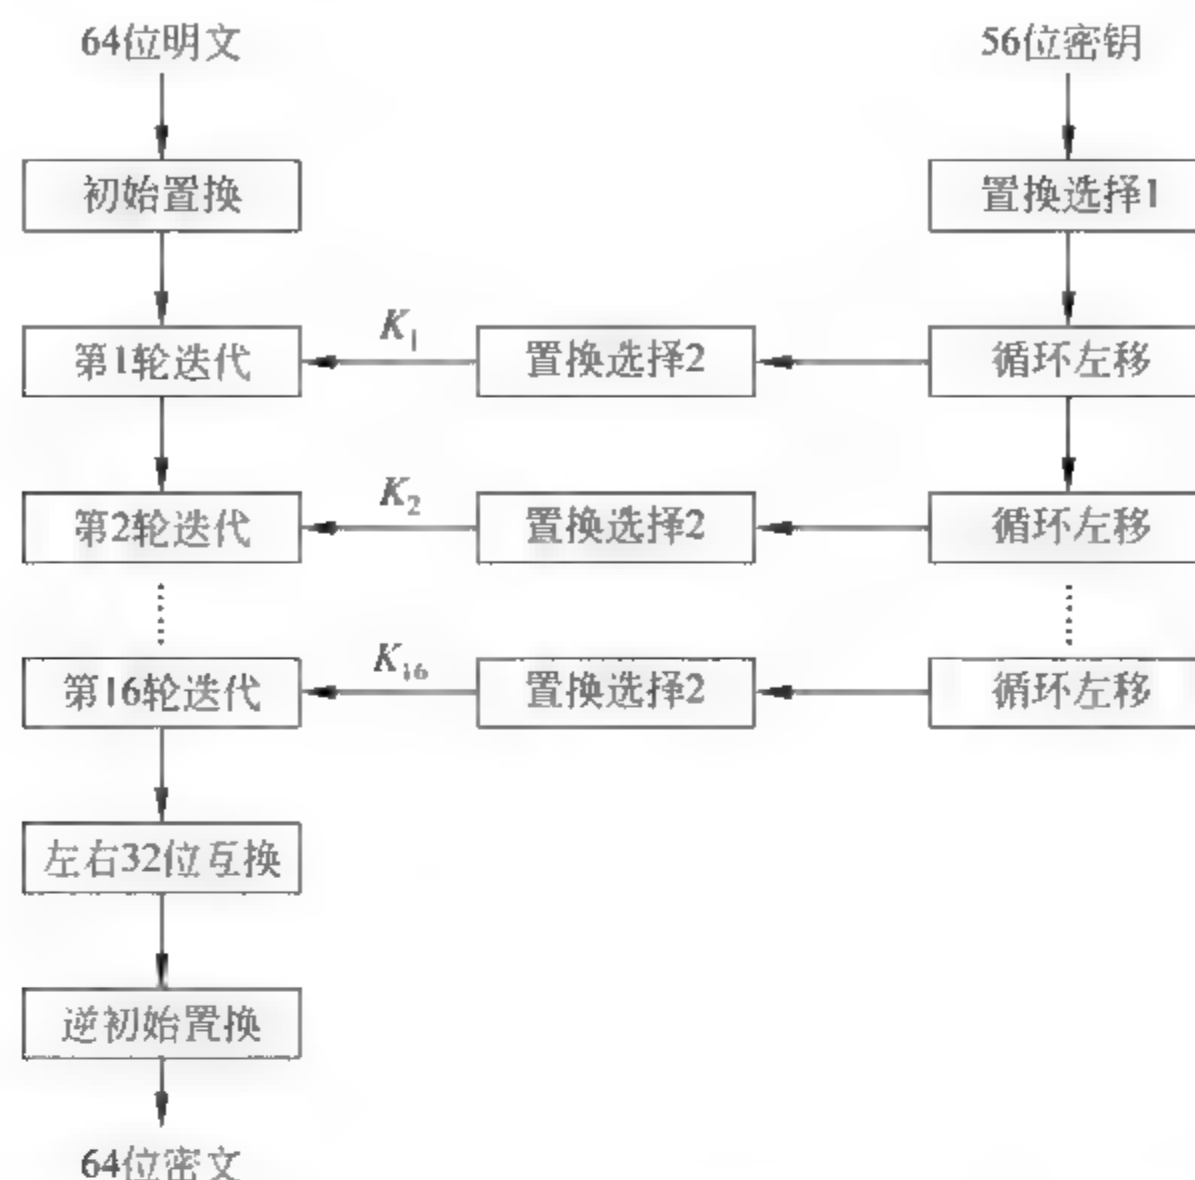 64位明文
56位密钥
初始置换
置换选择1
第1轮迭代
K₁
置换选择2
循环左移
第2轮迭代
K₂
置换选择2
循环左移
第16轮迭代
K₁₆
置换选择2
循环左移
左右32位互换
逆初始置换
64位密文